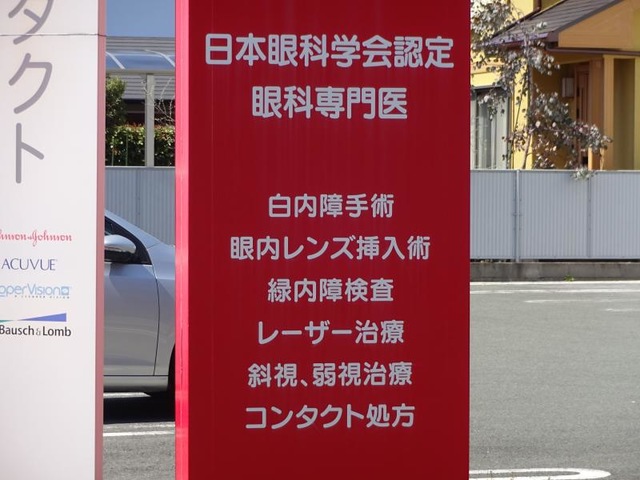 タクト
Johnson & Johnson
ACUVUE
CooperVision
Bausch & Lomb
日本眼科学会認定
眼科専門医
白内障手術
眼内レンズ挿入術
緑内障検査
レーザー治療
斜視、弱視治療
コンタクト処方